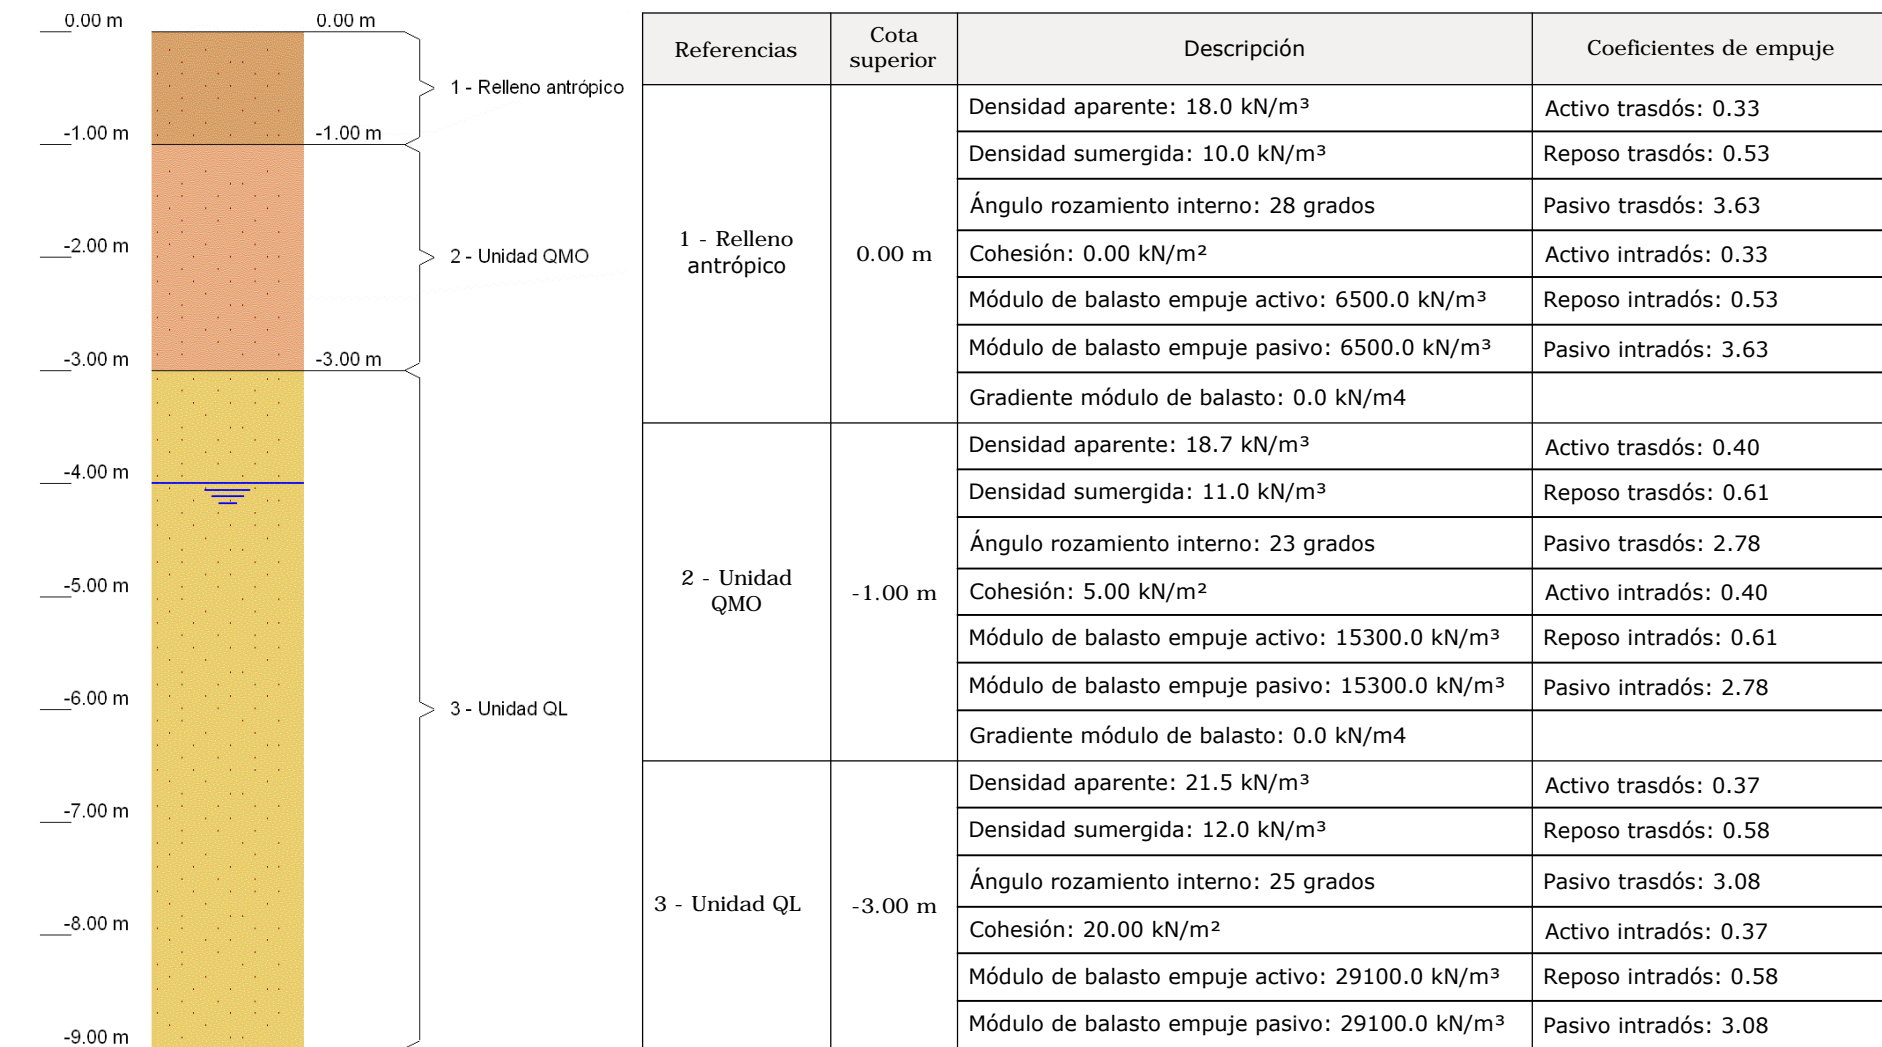 0.00 m
0.00 m
1 - Relleno antrópico
-1.00 m
-1.00 m
-2.00 m
2 - Unidad QMO
-3.00 m
-3.00 m
-4.00 m
-5.00 m
-6.00 m
3 - Unidad QL
-7.00 m
-8.00 m
-9.00 m
Referencias
Cota
superior
Descripción
Coeficientes de empuje
1 - Relleno
antrópico
0.00 m
Densidad aparente: 18.0 kN/m³
Activo trasdós: 0.33
Densidad sumergida: 10.0 kN/m³
Reposo trasdós: 0.53
Ángulo rozamiento interno: 28 grados
Pasivo trasdós: 3.63
Cohesión: 0.00 kN/m²
Activo intradós: 0.33
Módulo de balasto empuje activo: 6500.0 kN/m³
Reposo intradós: 0.53
Módulo de balasto empuje pasivo: 6500.0 kN/m³
Pasivo intradós: 3.63
Gradiente módulo de balasto: 0.0 kN/m4
2 - Unidad
QMO
-1.00 m
Densidad aparente: 18.7 kN/m³
Activo trasdós: 0.40
Densidad sumergida: 11.0 kN/m³
Reposo trasdós: 0.61
Ángulo rozamiento interno: 23 grados
Pasivo trasdós: 2.78
Cohesión: 5.00 kN/m²
Activo intradós: 0.40
Módulo de balasto empuje activo: 15300.0 kN/m³
Reposo intradós: 0.61
Módulo de balasto empuje pasivo: 15300.0 kN/m³
Pasivo intradós: 2.78
Gradiente módulo de balasto: 0.0 kN/m4
3 - Unidad QL
-3.00 m
Densidad aparente: 21.5 kN/m³
Activo trasdós: 0.37
Densidad sumergida: 12.0 kN/m³
Reposo trasdós: 0.58
Ángulo rozamiento interno: 25 grados
Pasivo trasdós: 3.08
Cohesión: 20.00 kN/m²
Activo intradós: 0.37
Módulo de balasto empuje activo: 29100.0 kN/m³
Reposo intradós: 0.58
Módulo de balasto empuje pasivo: 29100.0 kN/m³
Pasivo intradós: 3.08